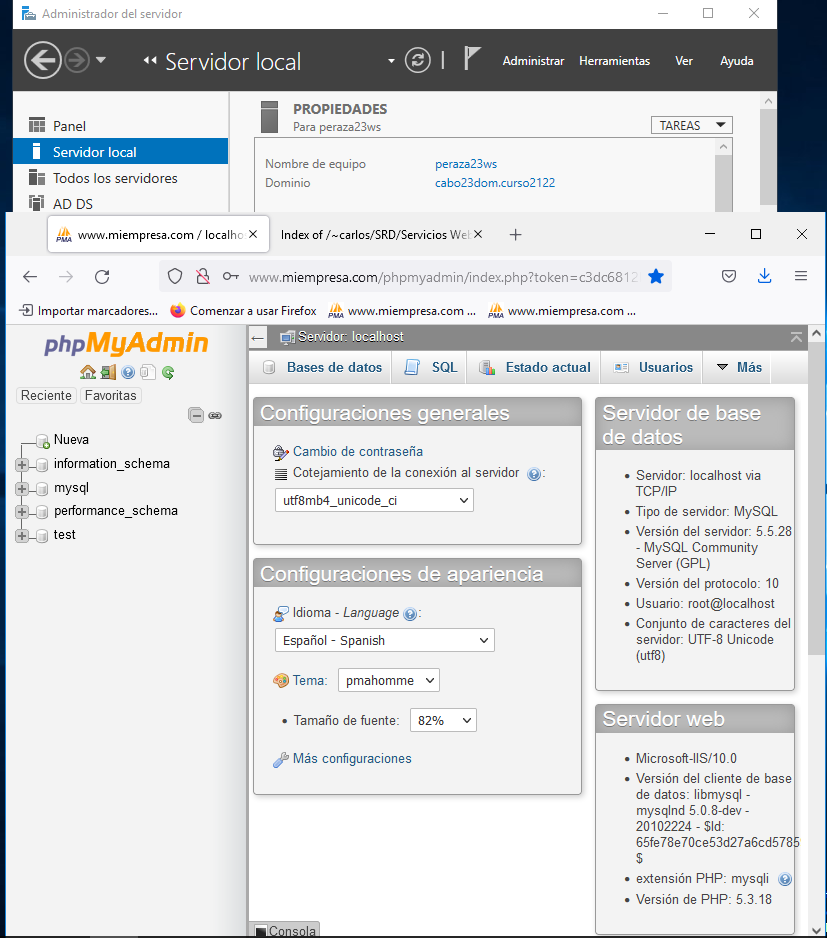 Administrador del servidor
Servidor local
Administrar Herramientas Ver Ayuda
Panel
Servidor local
Todos los servidores
AD DS
PROPIEDADES
Para peraza23ws
TAREAS
Nombre de equipo peraza23ws
Dominio cabo23dom.curso2122
PMA www.miempresa.com / localho
Index of /~carlos/SRD/Servicios We
www.miempresa.com/phpmyadmin/index.php?token=c3dc6812
Importar marcadores...
Comenzar a usar Firefox
PMA www.miempresa.com ...
PMA www.miempresa.com ...
phpMyAdmin
Reciente Favoritas
Nueva
information_schema
mysql
performance_schema
test
Servidor: localhost
Bases de datos SQL Estado actual Usuarios Más
Configuraciones generales
Cambio de contraseña
Cotejamiento de la conexión al servidor :
utf8mb4_unicode_ci
Configuraciones de apariencia
Idioma - Language :
Español - Spanish
Tema: pmahomme
• Tamaño de fuente: 82%
Más configuraciones
Servidor de base
de datos
• Servidor: localhost via
TCP/IP
• Tipo de servidor: MySQL
• Versión del servidor: 5.5.28
- MySQL Community
Server (GPL)
• Versión del protocolo: 10
• Usuario: root@localhost
• Conjunto de caracteres del
servidor: UTF-8 Unicode
(utf8)
Servidor web
• Microsoft-IIS/10.0
• Versión del cliente de base
de datos: libmysql -
mysqlnd 5.0.8-dev -
20102224 - $Id:
65fe78e70ce53d27a6cd5785
$
• extensión PHP: mysqli
• Versión de PHP: 5.3.18
Consola